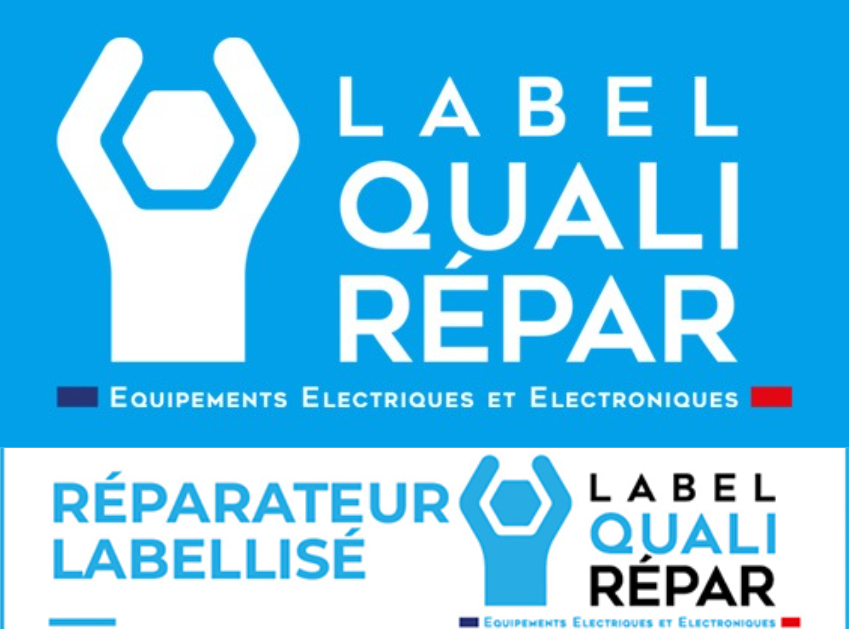 LABEL
QUALI
RÉPAR
EQUIPEMENTS ELECTRIQUES ET ELECTRONIQUES
RÉPARATEUR
LABELLISÉ
LABEL
QUALI
RÉPAR
EQUIPEMENTS ELECTRIQUES ET ELECTRONIQUES